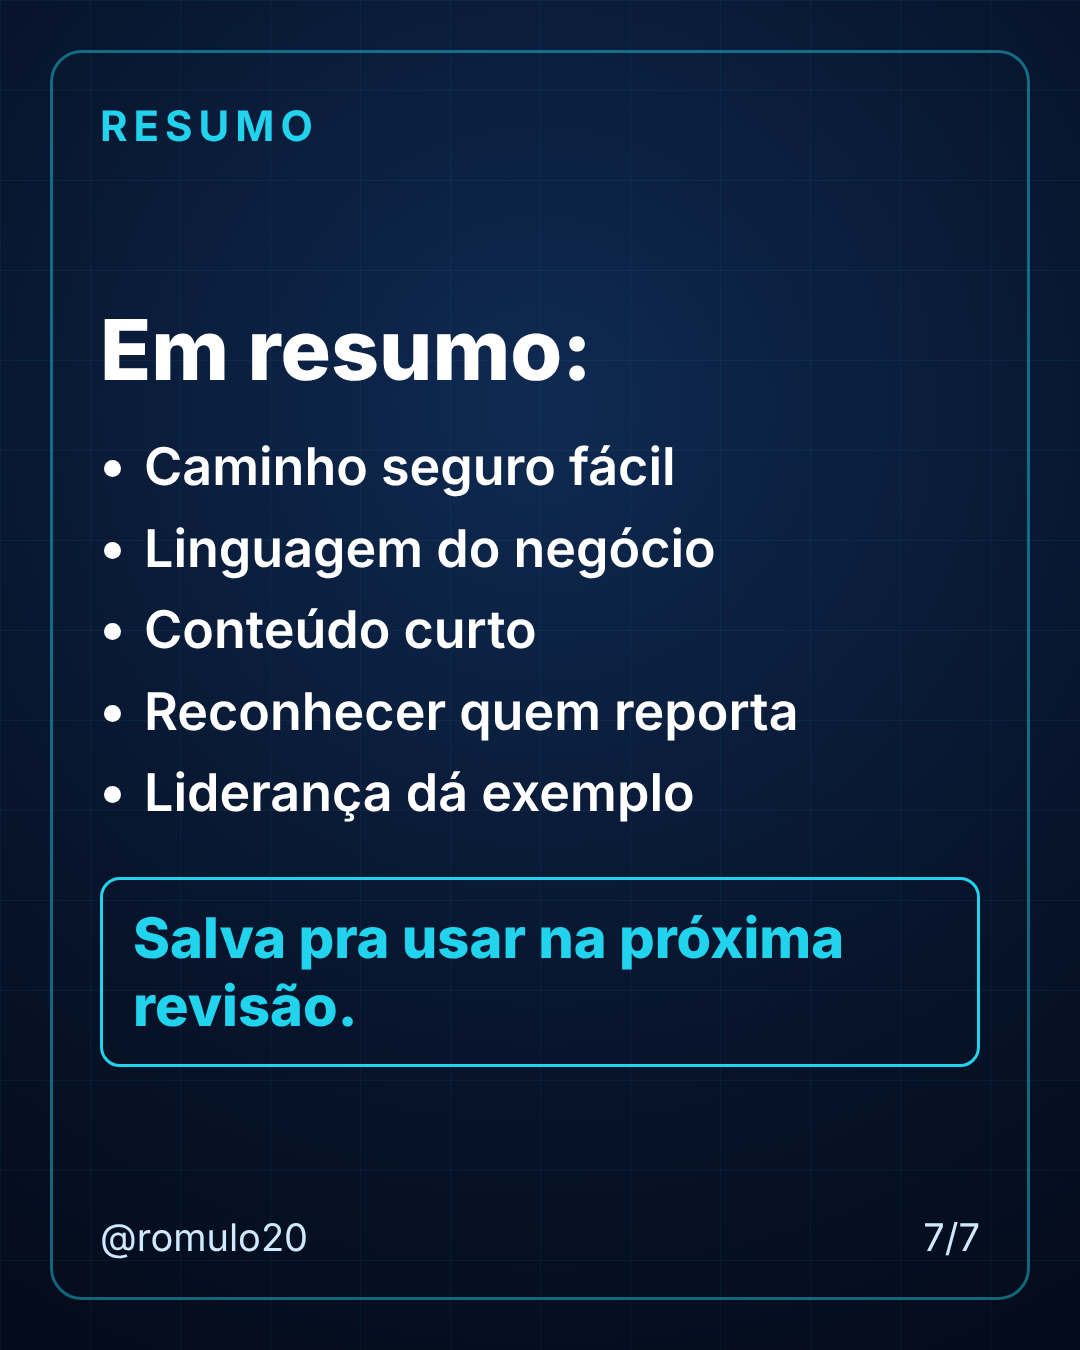 RESUMO
Em resumo:
• Caminho seguro fácil
• Linguagem do negócio
• Conteúdo curto
• Reconhecer quem reporta
• Liderança dá exemplo
Salva pra usar na próxima
revisão.
@romulo20
7/7